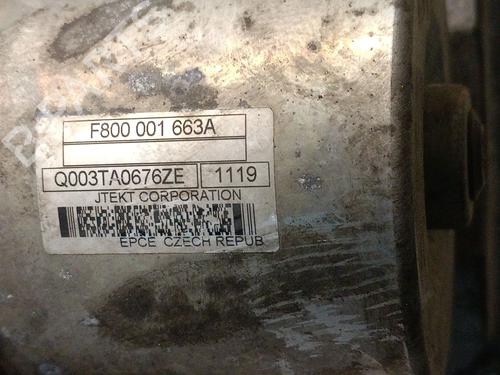 F800 001 663A
Q003TA0676ZE 1119
JTEKT CORPORATION
EPCE CZECH REPUB